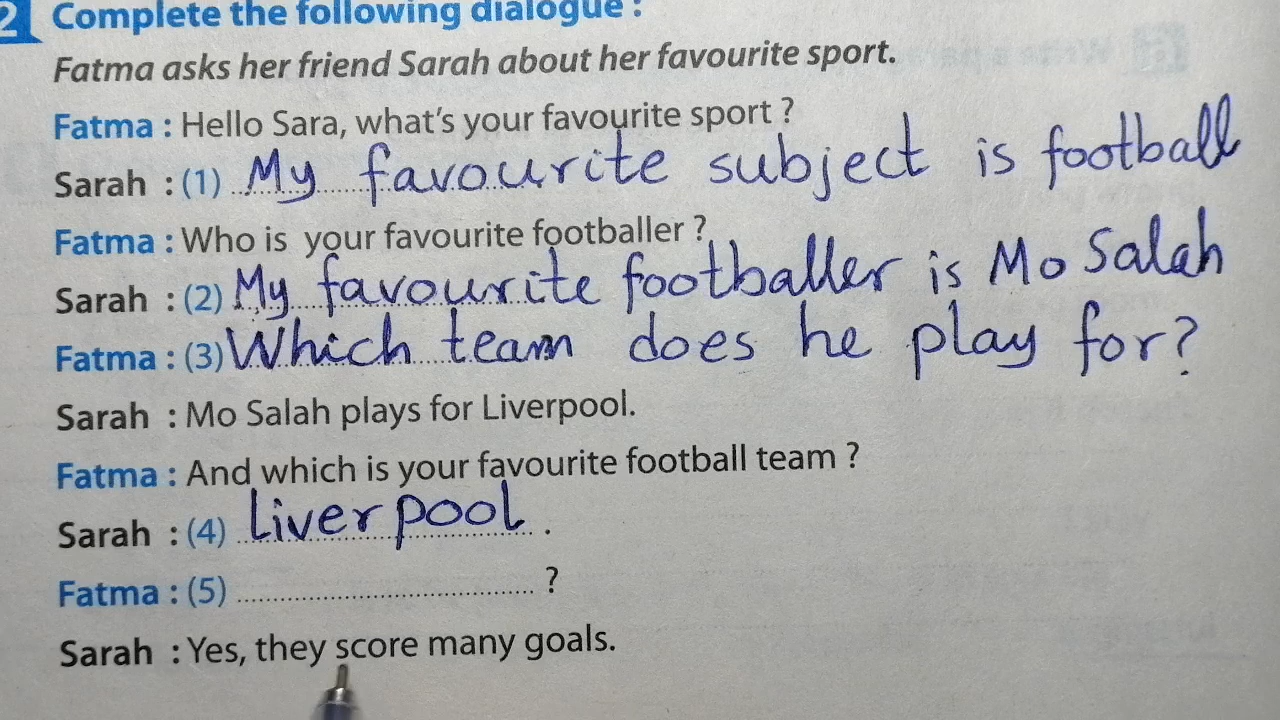 2 Complete the following dialogue :
Fatma asks her friend Sarah about her favourite sport.
Fatma : Hello Sara, what's your favourite sport ?
Sarah : (1) My favourite subject is football
Fatma : Who is your favourite footballer ?
Sarah : (2) My favourite footballer is Mo Salah
Fatma : (3) Which team does he play for?
Sarah : Mo Salah plays for Liverpool.
Fatma : And which is your favourite football team ?
Sarah : (4) Liverpool .
Fatma : (5) ........................................ ?
Sarah : Yes, they score many goals.